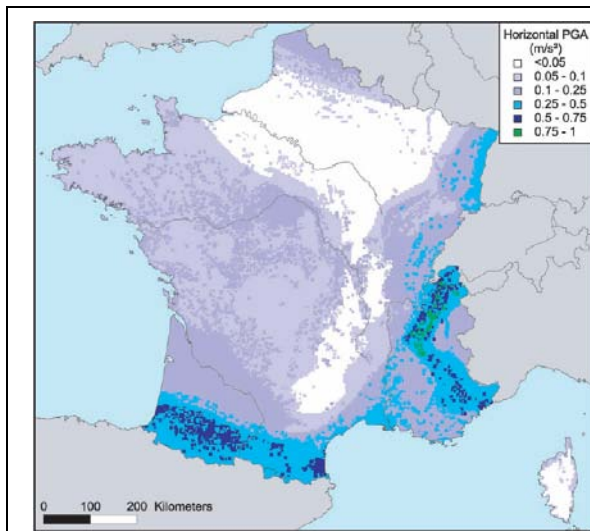 Horizontal PGA
(m/s²)
<0.05
0.05 - 0.1
0.1 - 0.25
0.25 - 0.5
0.5 - 0.75
0.75 - 1
0 100 200 Kilometers